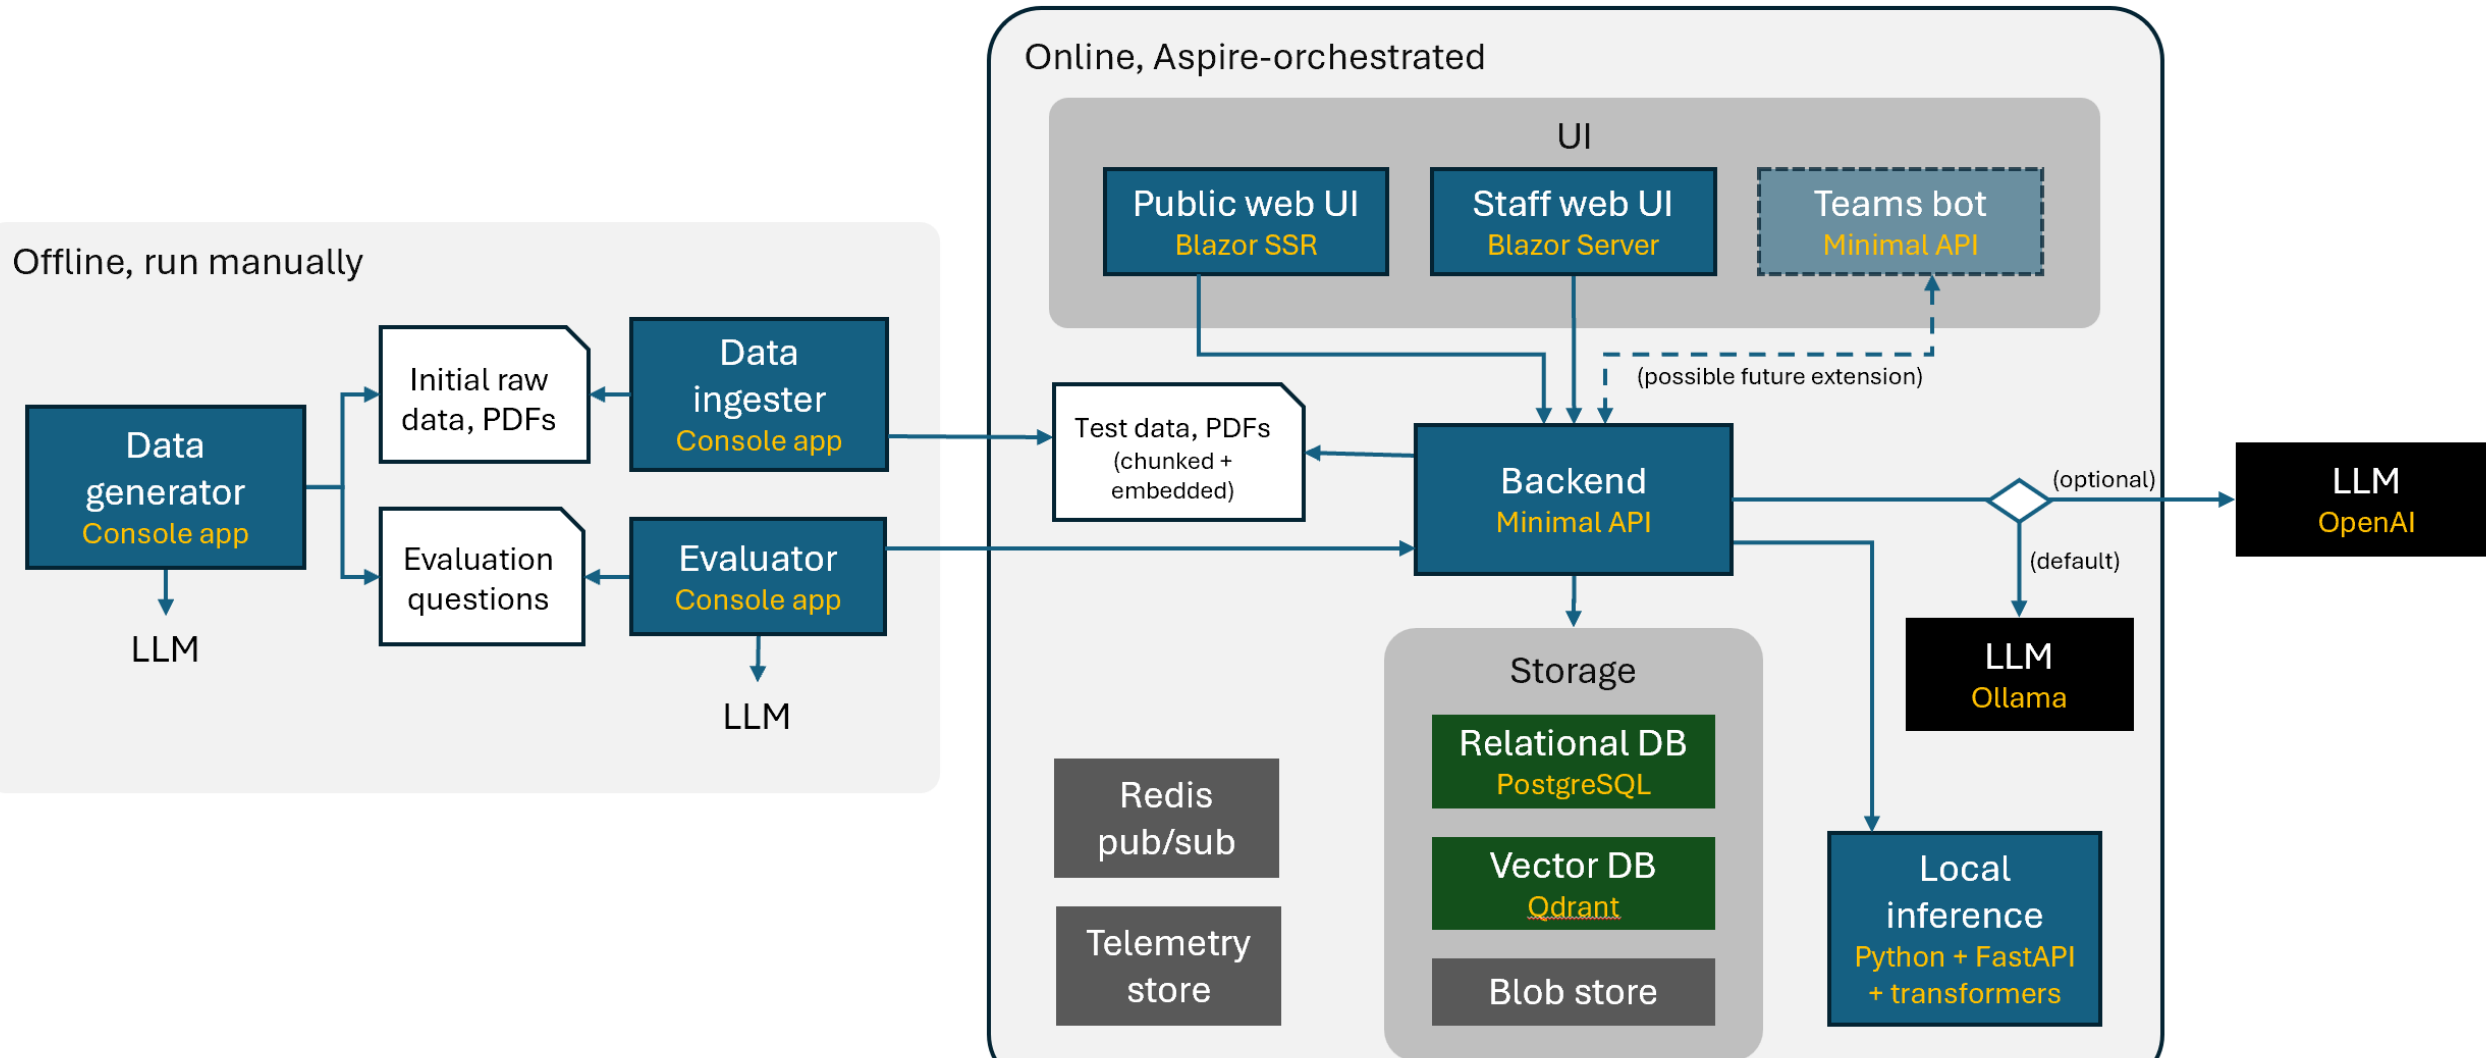 Online, Aspire-orchestrated
UI
Public web UI
Blazor SSR
Staff web UI
Blazor Server
Teams bot
Minimal API
(possible future extension)
Offline, run manually
Data
generator
Console app
LLM
Initial raw
data, PDFs
Evaluation
questions
Data
ingester
Console app
Evaluator
Console app
LLM
Test data, PDFs
(chunked +
embedded)
Backend
Minimal API
(optional)
(default)
LLM
OpenAI
LLM
Ollama
Storage
Relational DB
PostgreSQL
Vector DB
Qdrant
Blob store
Redis
pub/sub
Telemetry
store
Local
inference
Python + FastAPI
+ transformers